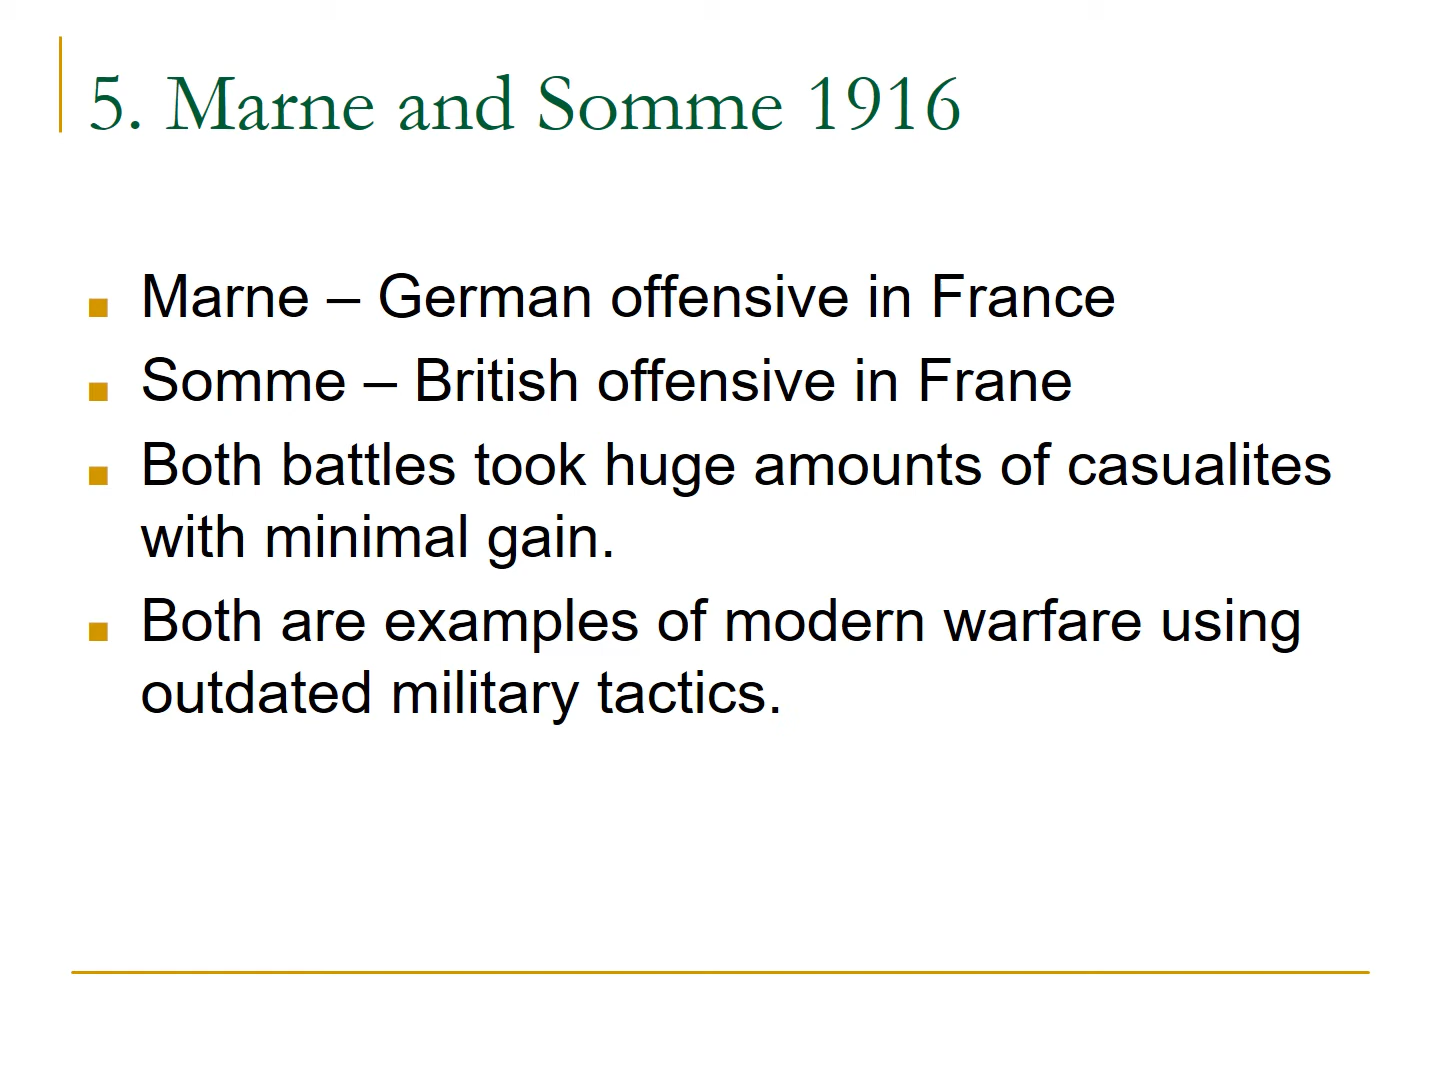 5. Marne and Somme 1916
■ Marne – German offensive in France
■ Somme – British offensive in Frane
■ Both battles took huge amounts of casualites
with minimal gain.
■ Both are examples of modern warfare using
outdated military tactics.